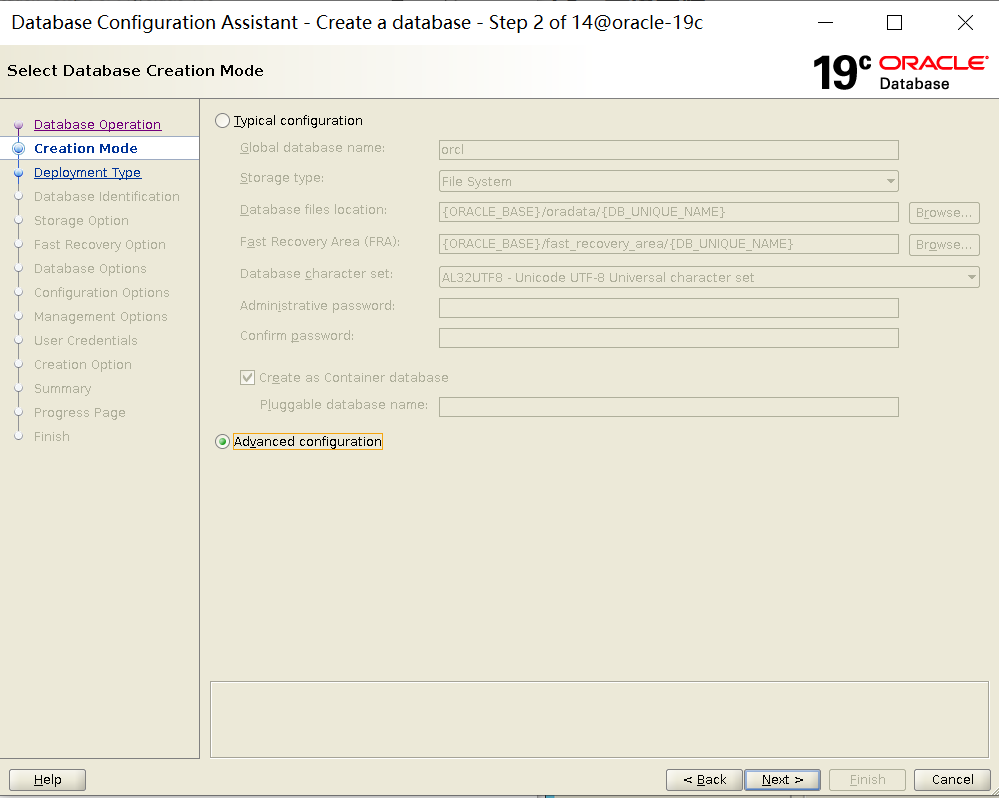 Database Configuration Assistant - Create a database - Step 2 of 14@oracle-19c
Select Database Creation Mode
19c ORACLE
Database
Database Operation
Creation Mode
Deployment Type
Database Identification
Storage Option
Fast Recovery Option
Database Options
Configuration Options
Management Options
User Credentials
Creation Option
Summary
Progress Page
Finish
Typical configuration
Global database name: orcl
Storage type: File System
Database files location: {ORACLE_BASE}/oradata/{DB_UNIQUE_NAME} Browse...
Fast Recovery Area (FRA): {ORACLE_BASE}/fast_recovery_area/{DB_UNIQUE_NAME} Browse...
Database character set: AL32UTF8 - Unicode UTF-8 Universal character set
Administrative password:
Confirm password:
Create as Container database
Pluggable database name:
Advanced configuration
Help < Back Next > Finish Cancel